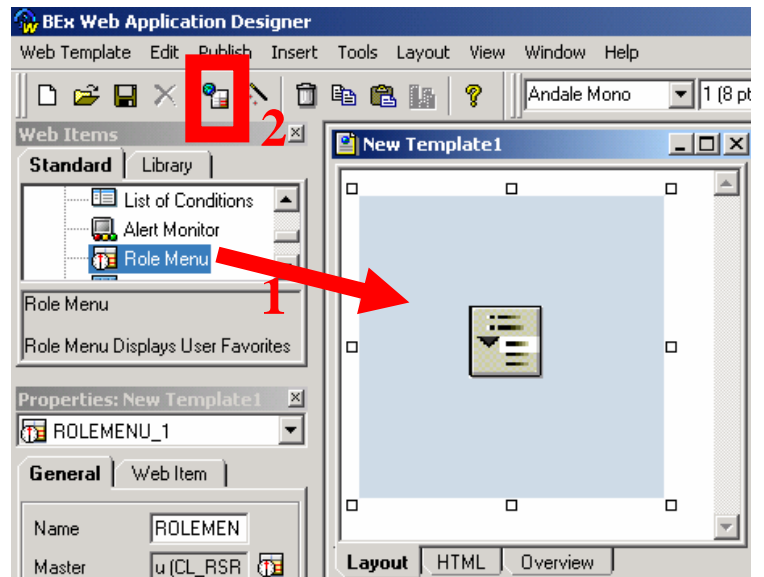 BEx Web Application Designer
Web Template Edit Publish Insert Tools Layout View Window Help
Andale Mono 1 (8 pt
2
Web Items
Standard Library
List of Conditions
Alert Monitor
Role Menu
1
Role Menu
Role Menu Displays User Favorites
New Template1
Properties: New Template1
ROLEMENU_1
General Web Item
Name ROLEMEN
Master u (CL_RSR
Layout HTML Overview